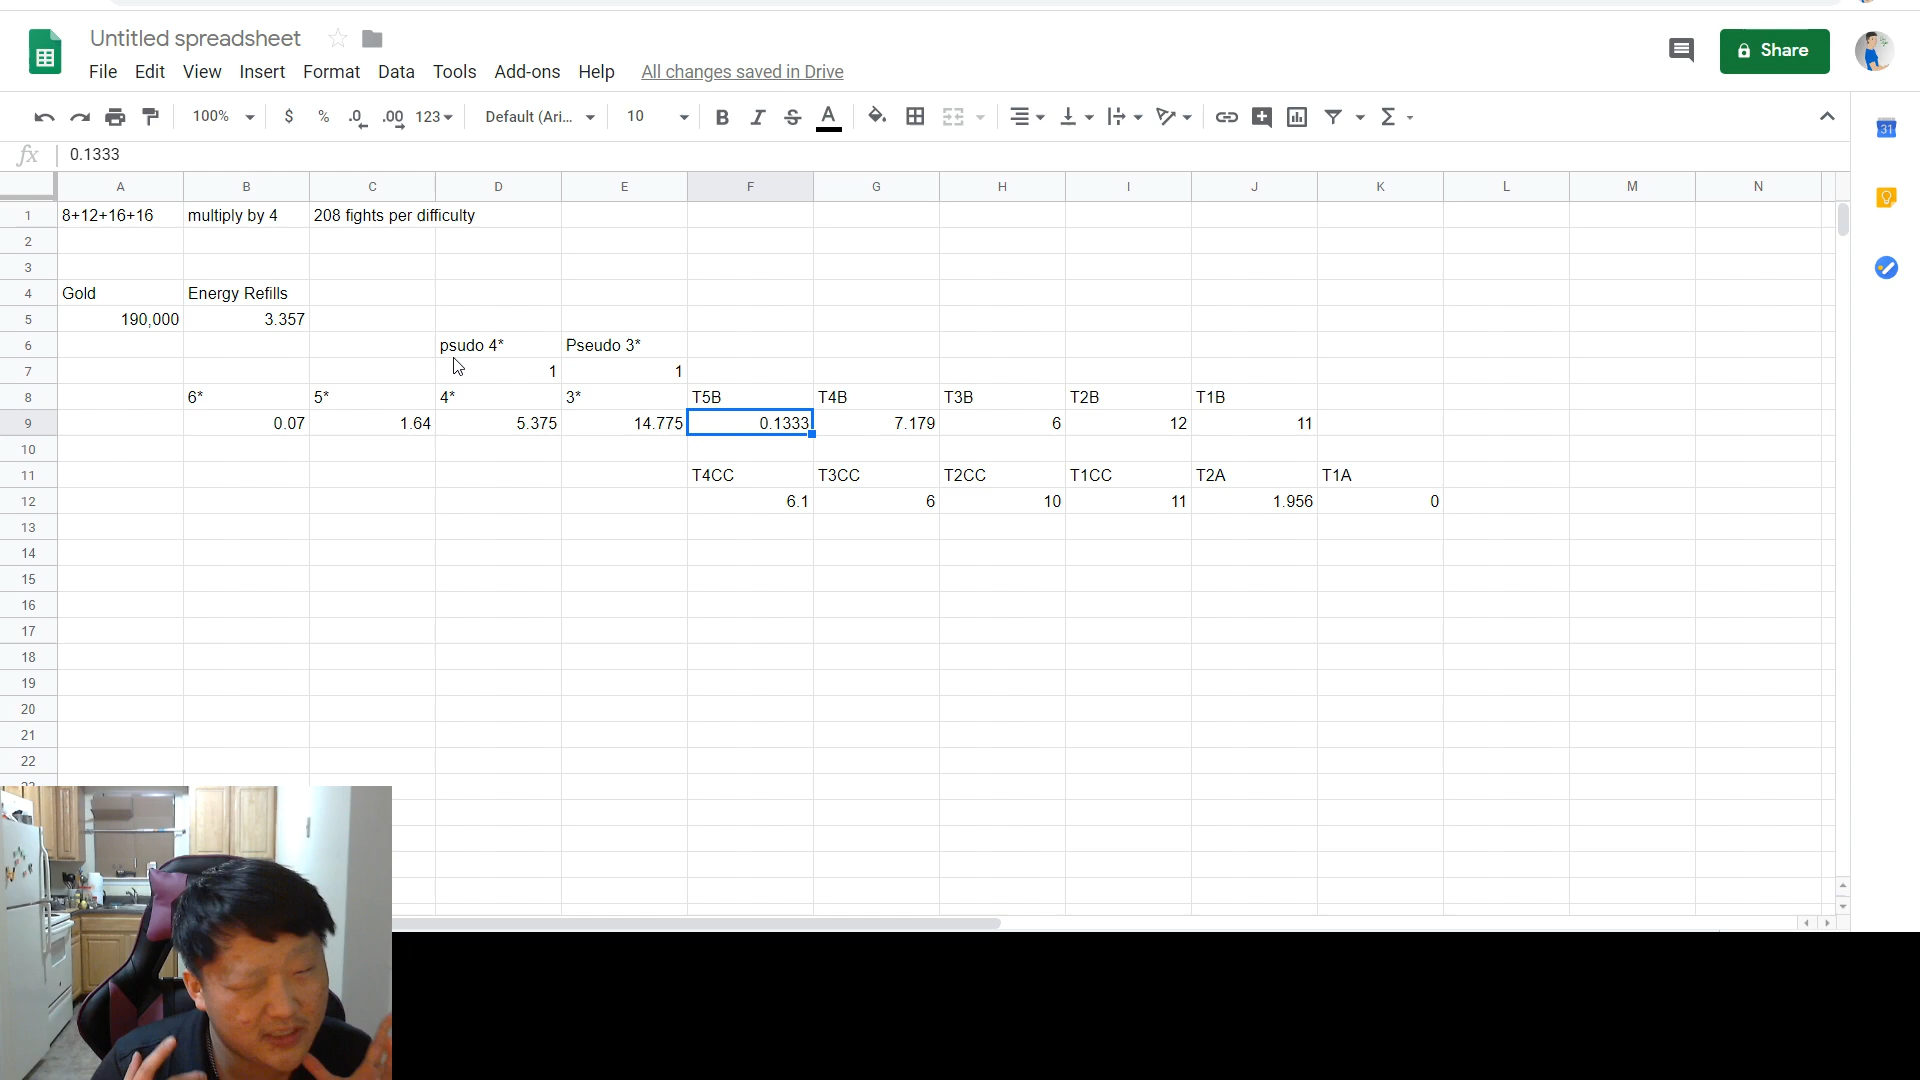 Untitled spreadsheet
File Edit View Insert Format Data Tools Add-ons Help All changes saved in Drive
Share
100% $ % .0 .00 123 Default (Ari... 10 B I S A Σ
31
fx 0.1333
A B C D E F G H I J K L M N
1 8+12+16+16 multiply by 4 208 fights per difficulty
2
3
4 Gold Energy Refills
5 190,000 3.357
6 psudo 4* Pseudo 3*
7 1 1
8 6* 5* 4* 3* T5B T4B T3B T2B T1B
9 0.07 1.64 5.375 14.775 0.1333 7.179 6 12 11
10
11 T4CC T3CC T2CC T1CC T2A T1A
12 6.1 6 10 11 1.956 0
13
14
15
16
17
18
19
20
21
22